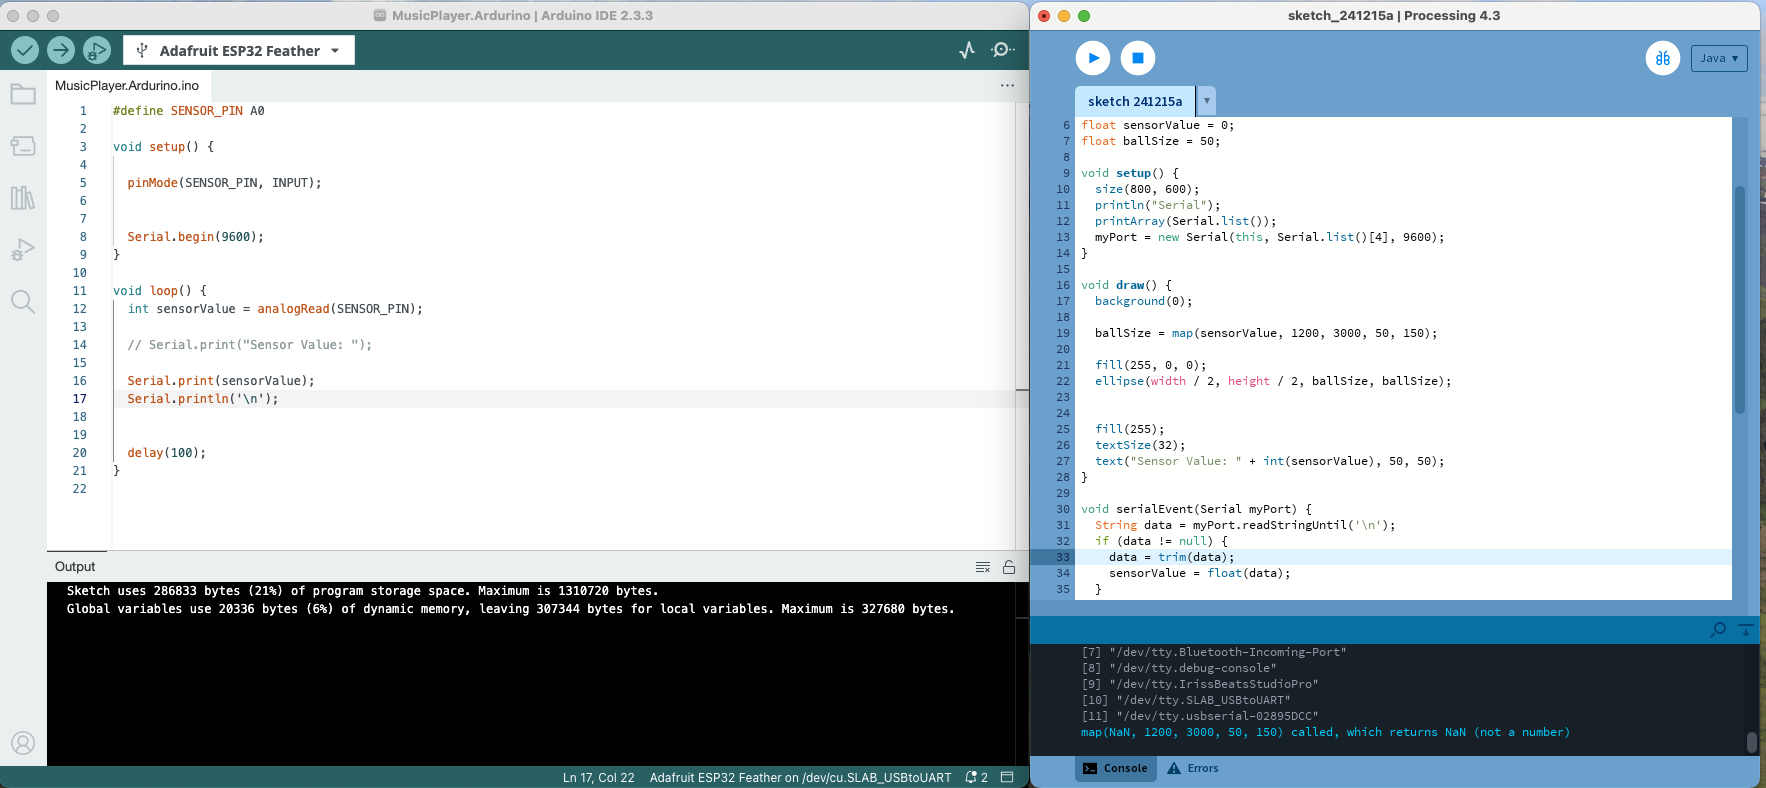 MusicPlayer.Ardurino | Arduino IDE 2.3.3
Adafruit ESP32 Feather
MusicPlayer.Ardurino.ino
1 #define SENSOR_PIN A0
2
3 void setup() {
4
5 pinMode(SENSOR_PIN, INPUT);
6
7
8 Serial.begin(9600);
9 }
10
11 void loop() {
12 int sensorValue = analogRead(SENSOR_PIN);
13
14 // Serial.print("Sensor Value: ");
15
16 Serial.print(sensorValue);
17 Serial.println('\n');
18
19
20 delay(100);
21 }
22
Output
Sketch uses 286833 bytes (21%) of program storage space. Maximum is 1310720 bytes.
Global variables use 20336 bytes (6%) of dynamic memory, leaving 307344 bytes for local variables. Maximum is 327680 bytes.
Ln 17, Col 22 Adafruit ESP32 Feather on /dev/cu.SLAB_USBtoUART 2
sketch_241215a | Processing 4.3
Java
sketch 241215a
6 float sensorValue = 0;
7 float ballSize = 50;
8
9 void setup() {
10 size(800, 600);
11 println("Serial");
12 printArray(Serial.list());
13 myPort = new Serial(this, Serial.list()[4], 9600);
14 }
15
16 void draw() {
17 background(0);
18
19 ballSize = map(sensorValue, 1200, 3000, 50, 150);
20
21 fill(255, 0, 0);
22 ellipse(width / 2, height / 2, ballSize, ballSize);
23
24
25 fill(255);
26 textSize(32);
27 text("Sensor Value: " + int(sensorValue), 50, 50);
28 }
29
30 void serialEvent(Serial myPort) {
31 String data = myPort.readStringUntil('\n');
32 if (data != null) {
33 data = trim(data);
34 sensorValue = float(data);
35 }
[7] "/dev/tty.Bluetooth-Incoming-Port"
[8] "/dev/tty.debug-console"
[9] "/dev/tty.IrissBeatsStudioPro"
[10] "/dev/tty.SLAB_USBtoUART"
[11] "/dev/tty.usbserial-02895DCC"
map(NaN, 1200, 3000, 50, 150) called, which returns NaN (not a number)
Console Errors